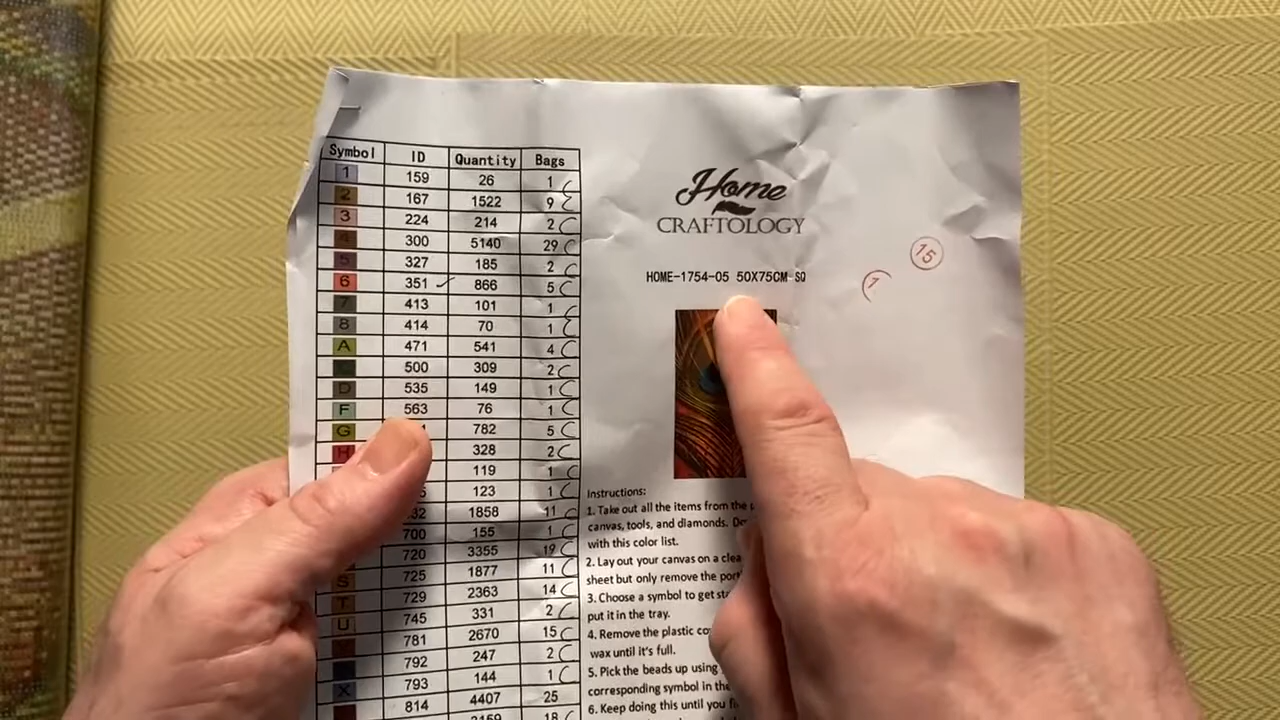 Symbol ID Quantity Bags
1 159 26 1
2 167 1522 9
3 224 214 2
4 300 5140 29
5 327 185 2
6 351 866 5
7 413 101 1
8 414 70 1
A 471 541 4
C 500 309 2
D 535 149 1
F 563 76 1
G 782 5
H 328 2
119 1
123 1
1858 11
700 155 1
720 3355 19
S 725 1877 11
T 729 2363 14
U 745 331 2
781 2670 15
792 247 2
X 793 144 1
814 4407 25
18
Home
CRAFTOLOGY
HOME-1754-05 50X75CM SQ
15
1
Instructions:
1. Take out all the items from the
canvas, tools, and diamonds.
with this color list.
2. Lay out your canvas on a
sheet but only remove the
3. Choose a symbol to get
put it in the tray.
4. Remove the plastic
wax until it's full.
5. Pick the beads up using
corresponding symbol in the
6. Keep doing this until you